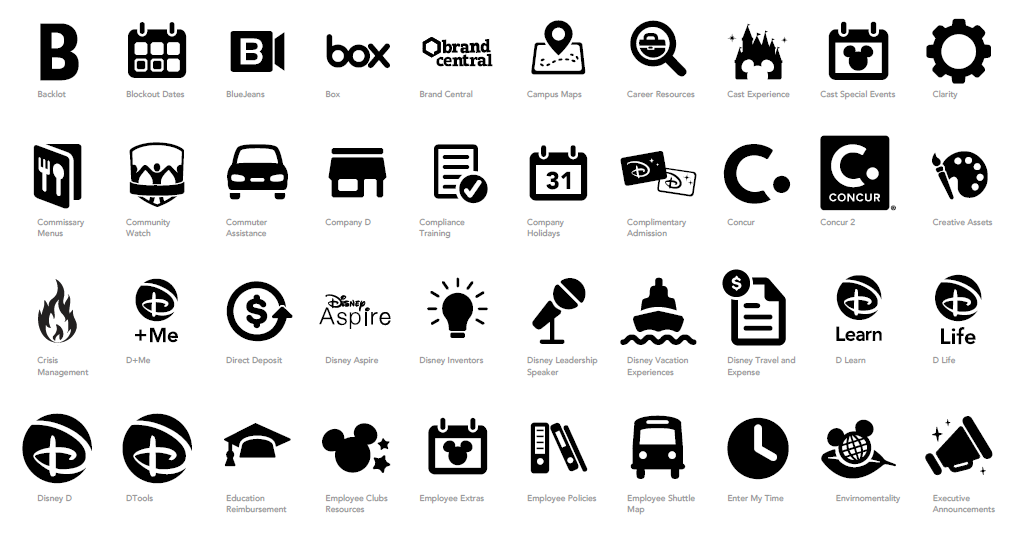 B
B
box
brand
central
Backlot
Blockout Dates
BlueJeans
Box
Brand Central
Campus Maps
Career Resources
Cast Experience
Cast Special Events
Clarity
31
D
D
C.
CONCUR
®
Commissary
Menus
Community
Watch
Commuter
Assistance
Company D
Compliance
Training
Company
Holidays
Complimentary
Admission
Concur
Concur 2
Creative Assets
D
+Me
$
Disney
Aspire
$
D
Learn
D
Life
Crisis
Management
D+Me
Direct Deposit
Disney Aspire
Disney Inventors
Disney Leadership
Speaker
Disney Vacation
Experiences
Disney Travel and
Expense
D Learn
D Life
D
D
Disney D
DTools
Education
Reimbursement
Employee Clubs
Resources
Employee Extras
Employee Policies
Employee Shuttle
Map
Enter My Time
Envirnomentality
Executive
Announcements